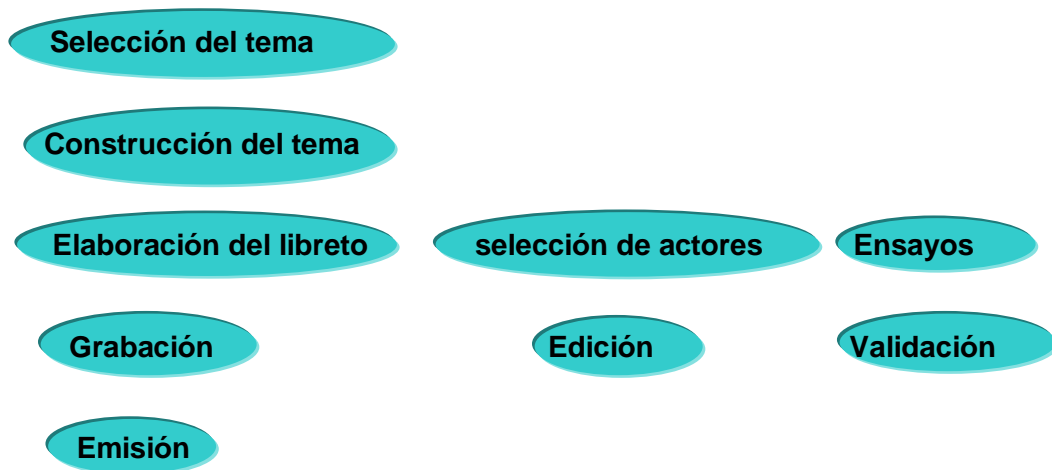 Selección del tema
Construcción del tema
Elaboración del libreto
selección de actores
Ensayos
Grabación
Edición
Validación
Emisión